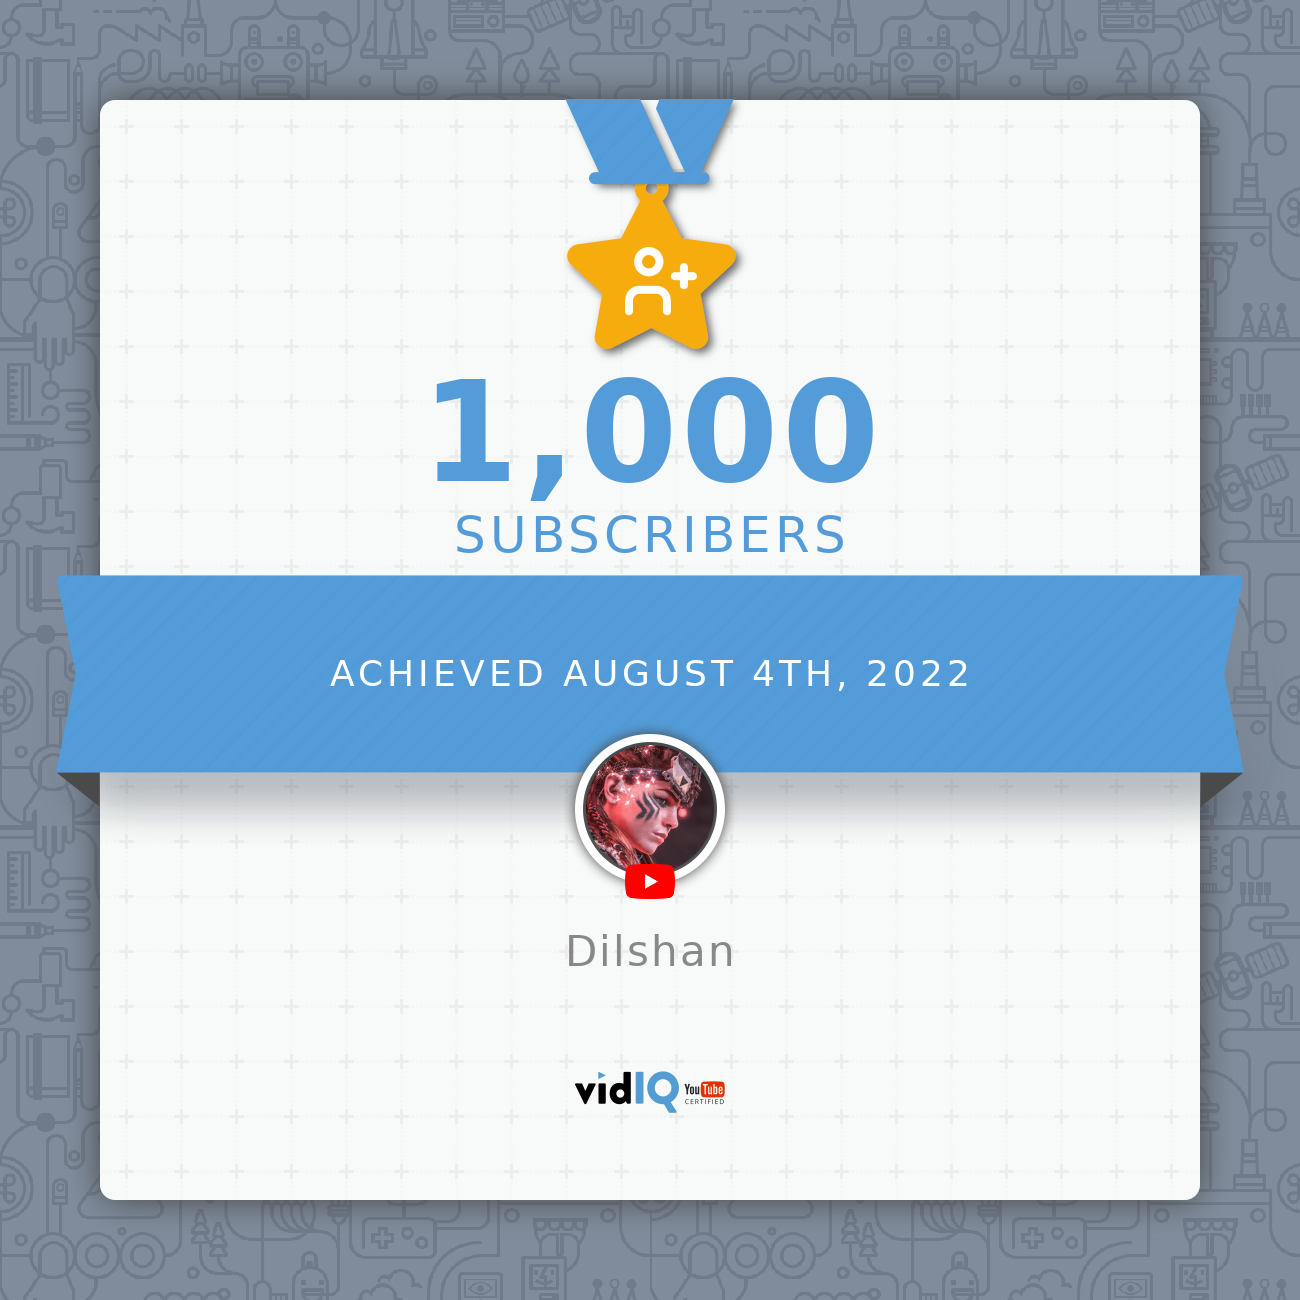 1,000
SUBSCRIBERS
ACHIEVED AUGUST 4TH, 2022
Dilshan
vidIQ YouTube
CERTIFIED